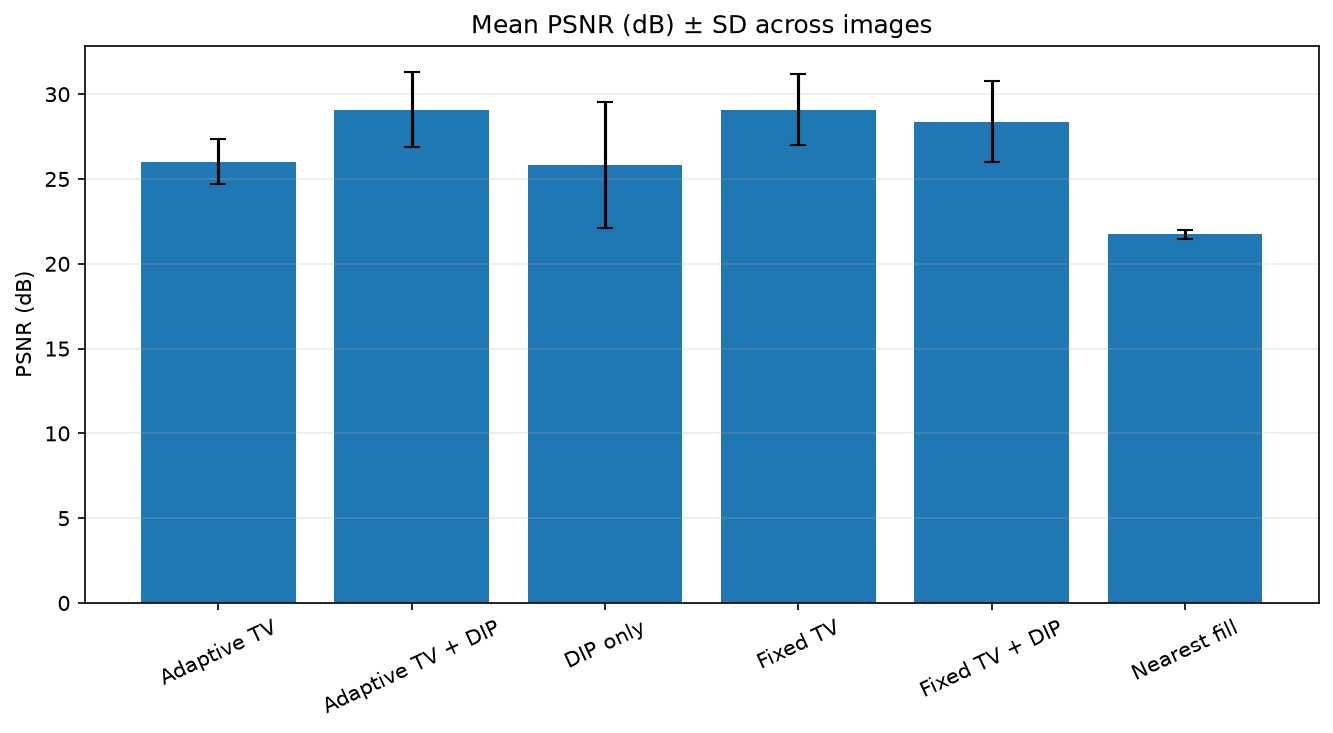 Mean PSNR (dB) ± SD across images
PSNR (dB)
30
25
20
15
10
5
0
Adaptive TV
Adaptive TV + DIP
DIP only
Fixed TV
Fixed TV + DIP
Nearest fill